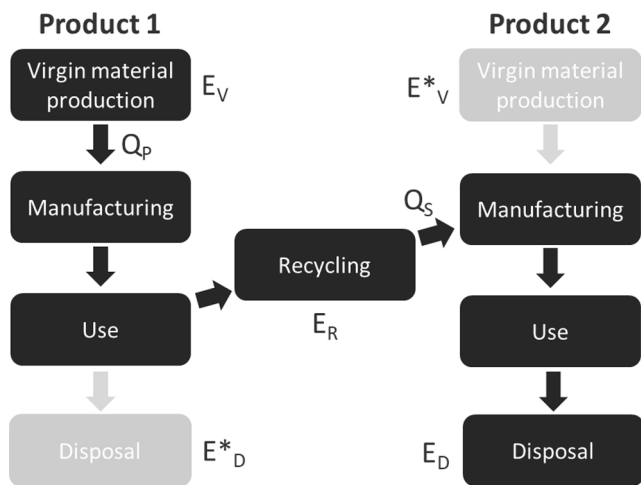 Product 1
Product 2
Virgin material
production
E_V
E*_V
Virgin material
production
Q_P
Manufacturing
Q_S
Manufacturing
Recycling
Use
E_R
Use
Disposal
E*_D
E_D
Disposal